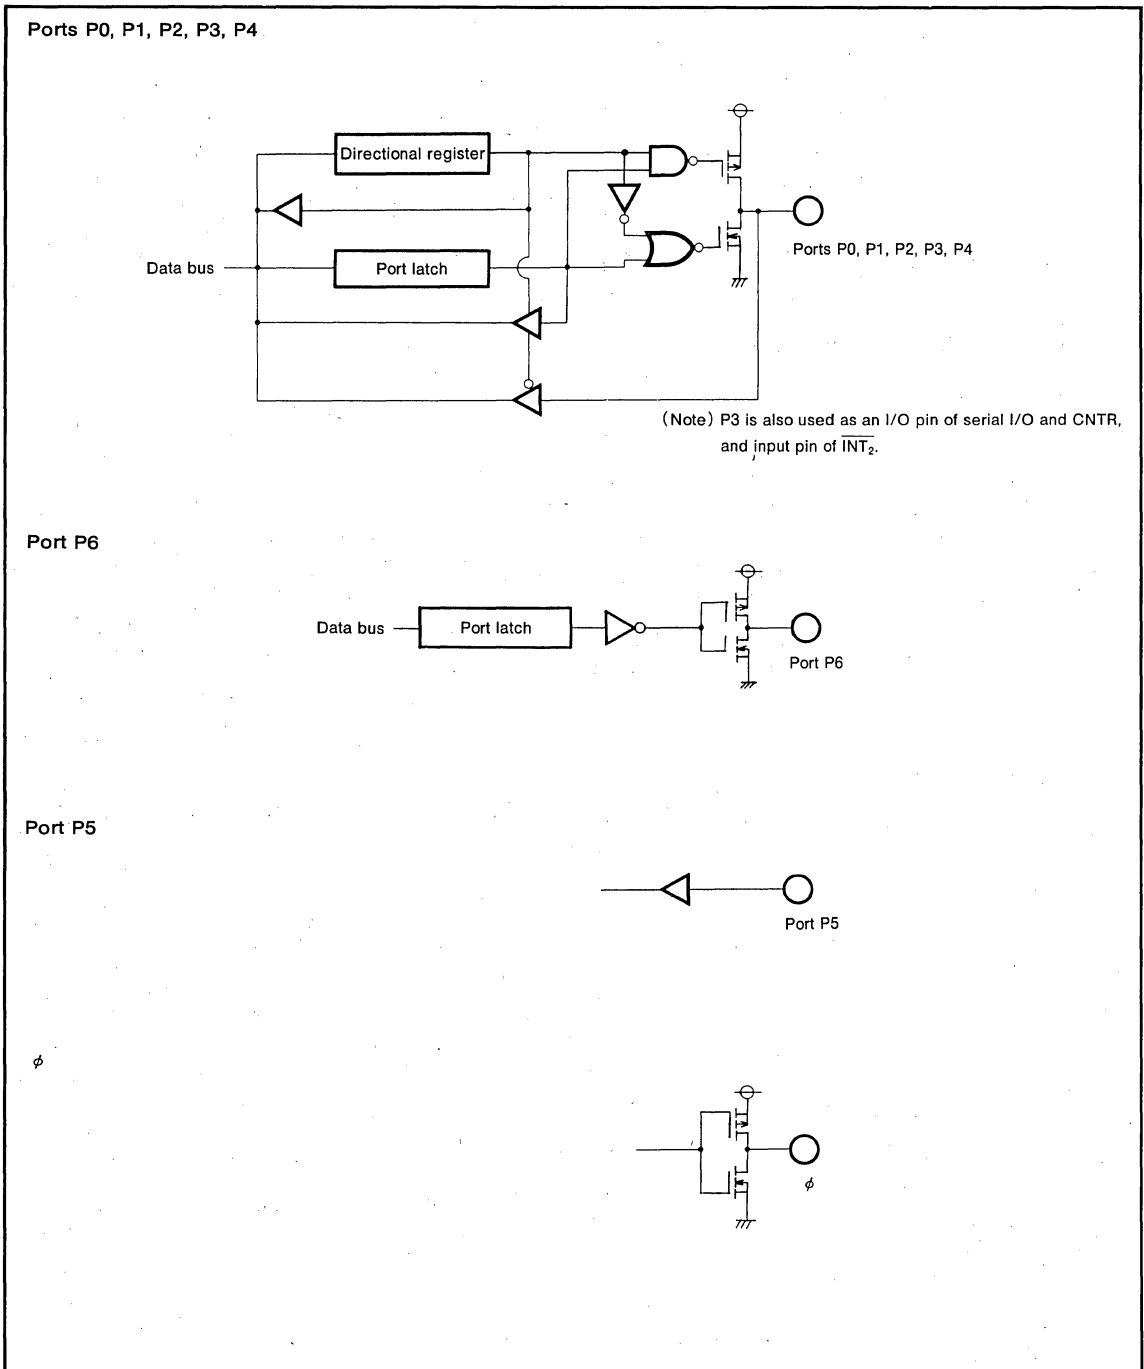 Ports P0, P1, P2, P3, P4
Directional register
Data bus
Port latch
Ports P0, P1, P2, P3, P4
(Note) P3 is also used as an I/O pin of serial I/O and CNTR,
and input pin of INT₂.
Port P6
Data bus
Port latch
Port P6
Port P5
Port P5
ϕ
ϕ